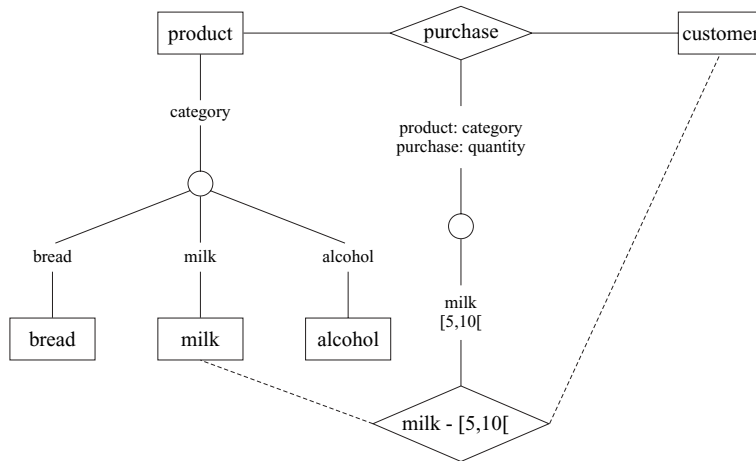 product
purchase
customer
category
product: category
purchase: quantity
bread
milk
alcohol
milk
[5,10[
bread
milk
alcohol
milk - [5,10[